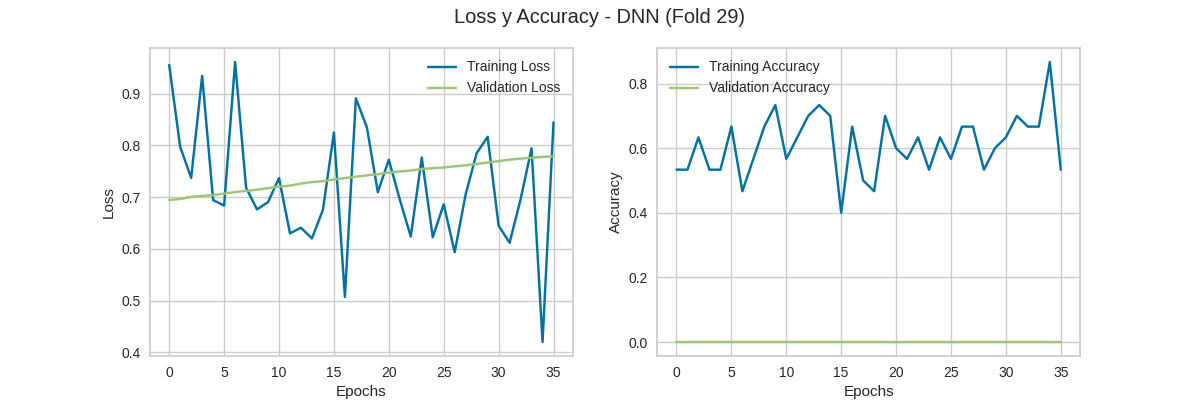 Loss y Accuracy - DNN (Fold 29)
Training Loss
Validation Loss
0.9
0.8
0.7
0.6
0.5
0.4
Loss
0 5 10 15 20 25 30 35
Epochs
Training Accuracy
Validation Accuracy
0.8
0.6
0.4
0.2
0.0
Accuracy
0 5 10 15 20 25 30 35
Epochs